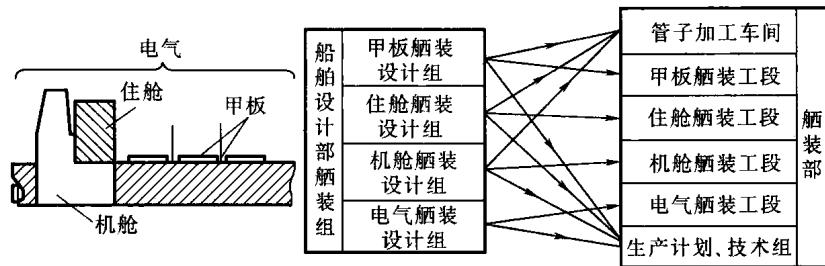 电气
住舱
甲板
机舱
船舶设计部舾装组
甲板舾装
设计组
住舱舾装
设计组
机舱舾装
设计组
电气舾装
设计组
管子加工车间
甲板舾装工段
住舱舾装工段
机舱舾装工段
电气舾装工段
生产计划、技术组
舾装部